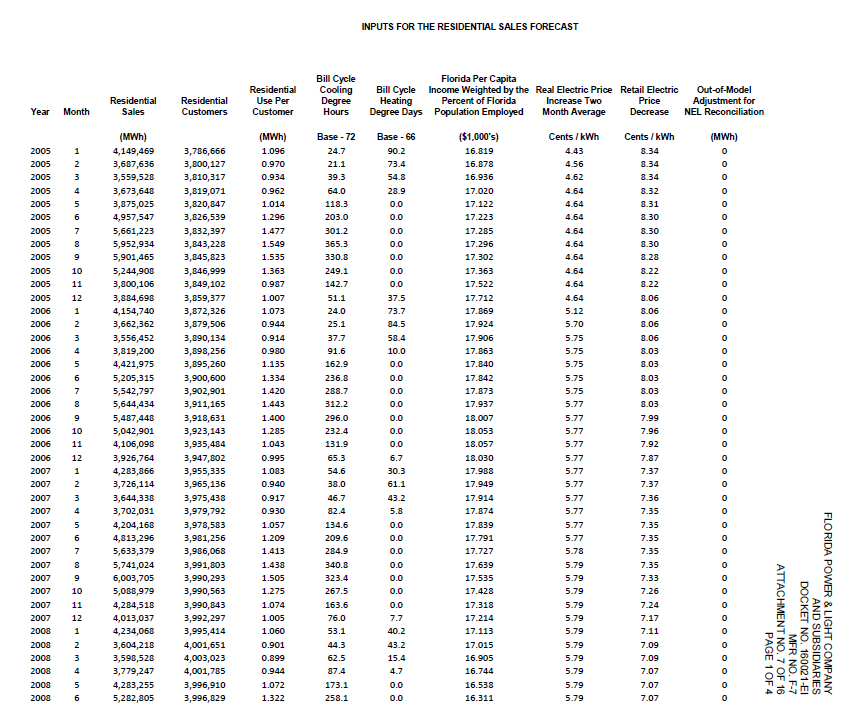 INPUTS FOR THE RESIDENTIAL SALES FORECAST
Bill Cycle Florida Per Capita
Residential Cooling Bill Cycle Income Weighted by the Real Electric Price Retail Electric Out-of-Model
Residential Residential Use Per Degree Heating Percent of Florida Increase Two Price Adjustment for
Year Month Sales Customers Customer Hours Degree Days Population Employed Month Average Decrease NEL Reconciliation
(MWh) (MWh) Base - 72 Base - 66 ($1,000's) Cents / kWh Cents / kWh (MWh)
2005 1 4,149,469 3,786,666 1.096 24.7 90.2 16.819 4.43 8.34 0
2005 2 3,687,636 3,800,127 0.970 21.1 73.4 16.878 4.56 8.34 0
2005 3 3,559,528 3,810,317 0.934 39.3 54.8 16.936 4.62 8.34 0
2005 4 3,673,648 3,819,071 0.962 64.0 28.9 17.020 4.64 8.32 0
2005 5 3,875,025 3,820,847 1.014 118.3 0.0 17.122 4.64 8.31 0
2005 6 4,957,547 3,826,539 1.296 203.0 0.0 17.223 4.64 8.30 0
2005 7 5,661,223 3,832,397 1.477 301.2 0.0 17.285 4.64 8.30 0
2005 8 5,952,934 3,843,228 1.549 365.3 0.0 17.296 4.64 8.30 0
2005 9 5,901,465 3,845,823 1.535 330.8 0.0 17.302 4.64 8.28 0
2005 10 5,244,908 3,846,999 1.363 249.1 0.0 17.363 4.64 8.22 0
2005 11 3,800,106 3,849,102 0.987 142.7 0.0 17.522 4.64 8.22 0
2005 12 3,884,698 3,859,377 1.007 51.1 37.5 17.712 4.64 8.06 0
2006 1 4,154,740 3,872,326 1.073 24.0 73.7 17.869 5.12 8.06 0
2006 2 3,662,362 3,879,506 0.944 25.1 84.5 17.924 5.70 8.06 0
2006 3 3,556,452 3,890,134 0.914 37.7 58.4 17.906 5.75 8.06 0
2006 4 3,819,200 3,898,256 0.980 91.6 10.0 17.863 5.75 8.03 0
2006 5 4,421,975 3,895,260 1.135 162.9 0.0 17.840 5.75 8.03 0
2006 6 5,205,315 3,900,600 1.334 236.8 0.0 17.842 5.75 8.03 0
2006 7 5,542,797 3,902,901 1.420 288.7 0.0 17.873 5.75 8.03 0
2006 8 5,644,434 3,911,165 1.443 312.2 0.0 17.937 5.77 8.03 0
2006 9 5,487,448 3,918,631 1.400 296.0 0.0 18.007 5.77 7.99 0
2006 10 5,042,901 3,923,143 1.285 232.4 0.0 18.053 5.77 7.96 0
2006 11 4,106,098 3,935,484 1.043 131.9 0.0 18.057 5.77 7.92 0
2006 12 3,926,764 3,947,802 0.995 65.3 6.7 18.030 5.77 7.87 0
2007 1 4,283,866 3,955,335 1.083 54.6 30.3 17.988 5.77 7.37 0
2007 2 3,726,114 3,965,136 0.940 38.0 61.1 17.949 5.77 7.37 0
2007 3 3,644,338 3,975,438 0.917 46.7 43.2 17.914 5.77 7.36 0
2007 4 3,702,031 3,979,792 0.930 82.4 5.8 17.874 5.77 7.35 0
2007 5 4,204,168 3,978,583 1.057 134.6 0.0 17.839 5.77 7.35 0
2007 6 4,813,296 3,981,256 1.209 209.6 0.0 17.791 5.77 7.35 0
2007 7 5,633,379 3,986,068 1.413 284.9 0.0 17.727 5.78 7.35 0
2007 8 5,741,024 3,991,803 1.438 340.8 0.0 17.639 5.79 7.35 0
2007 9 6,003,705 3,990,293 1.505 323.4 0.0 17.535 5.79 7.33 0
2007 10 5,088,979 3,990,563 1.275 267.5 0.0 17.428 5.79 7.26 0
2007 11 4,284,518 3,990,843 1.074 163.6 0.0 17.318 5.79 7.24 0
2007 12 4,013,037 3,992,297 1.005 76.0 7.7 17.214 5.79 7.17 0
2008 1 4,234,068 3,995,414 1.060 53.1 40.2 17.113 5.79 7.11 0
2008 2 3,604,218 4,001,651 0.901 44.3 43.2 17.015 5.79 7.09 0
2008 3 3,598,528 4,003,023 0.899 62.5 15.4 16.905 5.79 7.09 0
2008 4 3,779,247 4,001,785 0.944 87.4 4.7 16.744 5.79 7.07 0
2008 5 4,283,255 3,996,910 1.072 173.1 0.0 16.538 5.79 7.07 0
2008 6 5,282,805 3,996,829 1.322 258.1 0.0 16.311 5.79 7.07 0
FLORIDA POWER & LIGHT COMPANY
AND SUBSIDIARIES
DOCKET NO. 160021-EI
MFR NO. F-7
ATTACHMENT NO. 7 OF 16
PAGE 1 OF 4